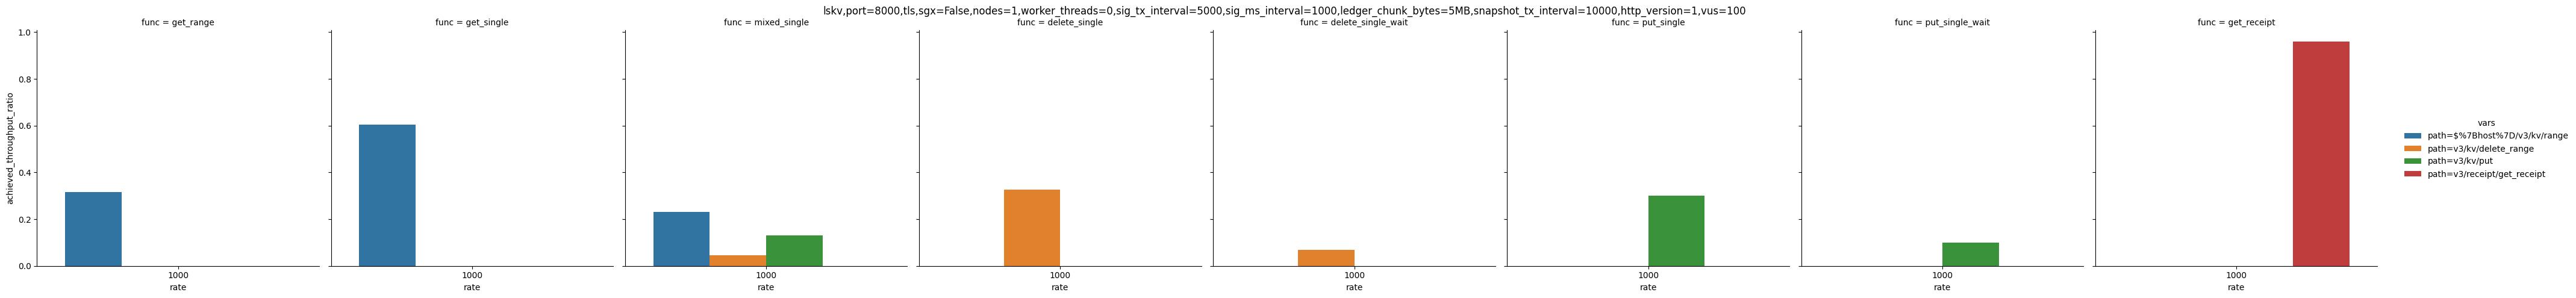 lskv,port=8000,tls,sgx=False,nodes=1,worker_threads=0,sig_tx_interval=5000,sig_ms_interval=1000,ledger_chunk_bytes=5MB,snapshot_tx_interval=10000,http_version=1,vus=100
func = get_range
func = get_single
func = mixed_single
func = delete_single
func = delete_single_wait
func = put_single
func = put_single_wait
func = get_receipt
achieved_throughput_ratio
1.0
0.8
0.6
0.4
0.2
0.0
1000
1000
1000
1000
1000
1000
1000
1000
rate
rate
rate
rate
rate
rate
rate
rate
vars
path=$%7Bhost%7D/v3/kv/range
path=v3/kv/delete_range
path=v3/kv/put
path=v3/receipt/get_receipt